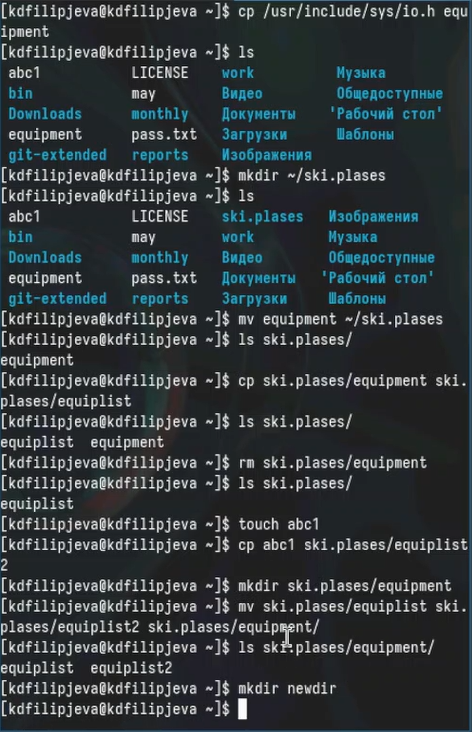 [kdfilipjeva@kdfilipjeva ~]$ cp /usr/include/sys/io.h equ
ipment
[kdfilipjeva@kdfilipjeva ~]$ ls
abc1 LICENSE work Музыка
bin may Видео Общедоступные
Downloads monthly Документы 'Рабочий стол'
equipment pass.txt Загрузки Шаблоны
git-extended reports Изображения
[kdfilipjeva@kdfilipjeva ~]$ mkdir ~/ski.plases
[kdfilipjeva@kdfilipjeva ~]$ ls
abc1 LICENSE ski.plases Изображения
bin may work Музыка
Downloads monthly Видео Общедоступные
equipment pass.txt Документы 'Рабочий стол'
git-extended reports Загрузки Шаблоны
[kdfilipjeva@kdfilipjeva ~]$ mv equipment ~/ski.plases
[kdfilipjeva@kdfilipjeva ~]$ ls ski.plases/
equipment
[kdfilipjeva@kdfilipjeva ~]$ cp ski.plases/equipment ski.
plases/equiplist
[kdfilipjeva@kdfilipjeva ~]$ ls ski.plases/
equiplist equipment
[kdfilipjeva@kdfilipjeva ~]$ rm ski.plases/equipment
[kdfilipjeva@kdfilipjeva ~]$ ls ski.plases/
equiplist
[kdfilipjeva@kdfilipjeva ~]$ touch abc1
[kdfilipjeva@kdfilipjeva ~]$ cp abc1 ski.plases/equiplist
2
[kdfilipjeva@kdfilipjeva ~]$ mkdir ski.plases/equipment
[kdfilipjeva@kdfilipjeva ~]$ mv ski.plases/equiplist ski.
plases/equiplist2 ski.plases/equipment/
[kdfilipjeva@kdfilipjeva ~]$ ls ski.plases/equipment/
equiplist equiplist2
[kdfilipjeva@kdfilipjeva ~]$ mkdir newdir
[kdfilipjeva@kdfilipjeva ~]$